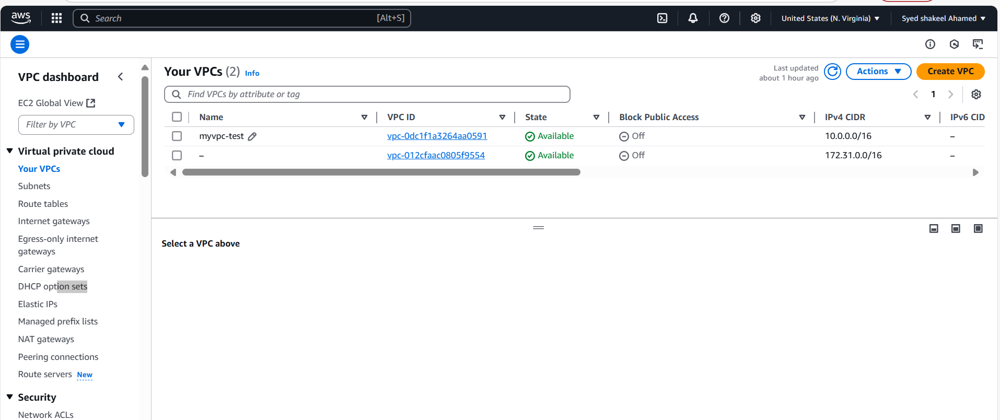 aws
Search [Alt+S]
United States (N. Virginia)
Syed shakeel Ahamed
VPC dashboard
EC2 Global View
Filter by VPC
Virtual private cloud
Your VPCs
Subnets
Route tables
Internet gateways
Egress-only internet
gateways
Carrier gateways
DHCP option sets
Elastic IPs
Managed prefix lists
NAT gateways
Peering connections
Route servers New
Security
Network ACLs
Your VPCs (2) Info
Last updated
about 1 hour ago
Actions
Create VPC
Find VPCs by attribute or tag
1
Name VPC ID State Block Public Access IPv4 CIDR IPv6 CID
myvpc-test vpc-0dc1f1a3264aa0591 Available Off 10.0.0.0/16 –
– vpc-012cfaac0805f9554 Available Off 172.31.0.0/16 –
Select a VPC above